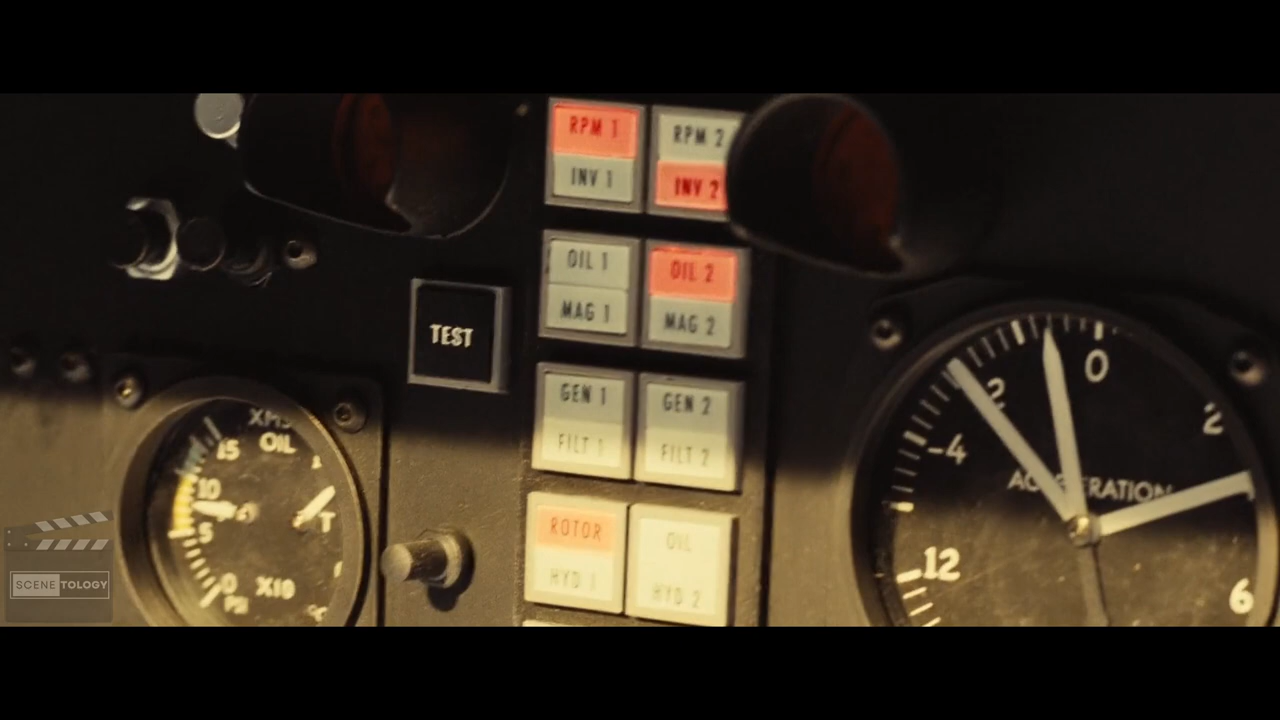 RPM 1
INV 1
RPM 2
INV 2
OIL 1
MAG 1
OIL 2
MAG 2
TEST
GEN 1
FILT 1
GEN 2
FILT 2
ROTOR
HYD 1
OIL
HYD 2
OIL
15
10
5
0
PSI
X10
T
°C
0
2
2
-4
ACCELERATION
12
6
SCENETOLOGY